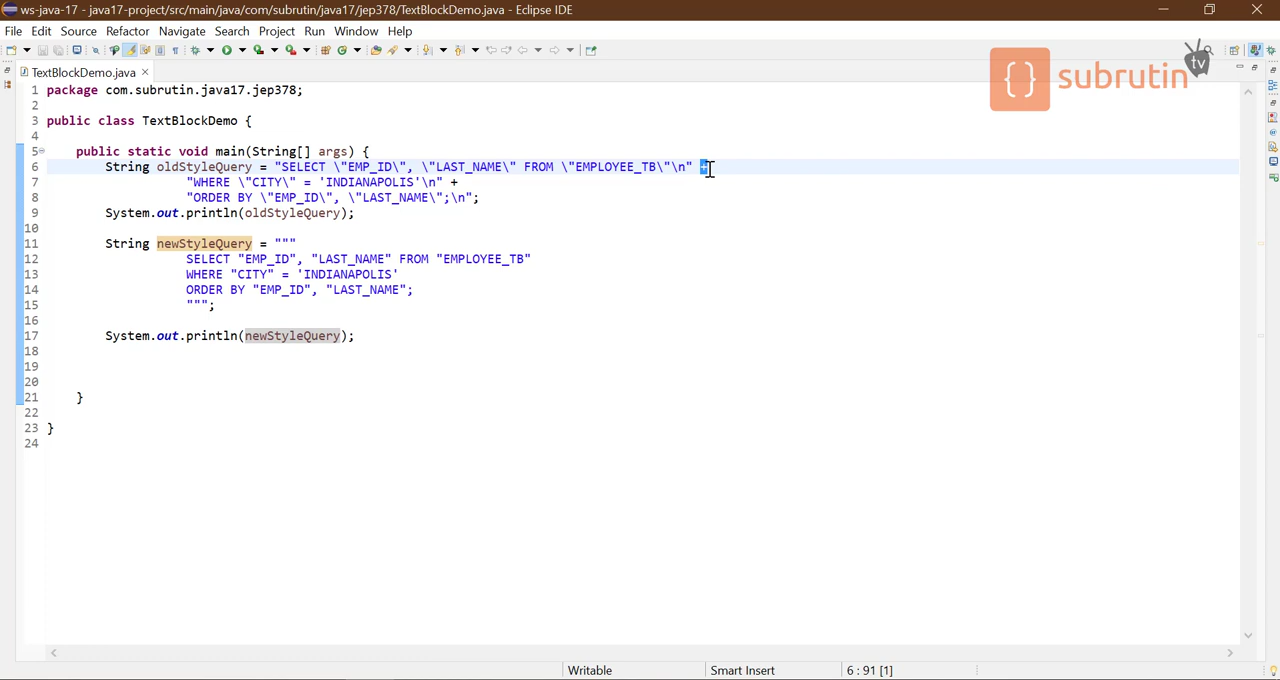 ws-java-17 - java17-project/src/main/java/com/subrutin/java17/jep378/TextBlockDemo.java - Eclipse IDE
File Edit Source Refactor Navigate Search Project Run Window Help
subrutin tv
TextBlockDemo.java
1 package com.subrutin.java17.jep378;
2
3 public class TextBlockDemo {
4
5 public static void main(String[] args) {
6 String oldStyleQuery = "SELECT \"EMP_ID\", \"LAST_NAME\" FROM \"EMPLOYEE_TB\"\n" +
7 "WHERE \"CITY\" = 'INDIANAPOLIS'\n" +
8 "ORDER BY \"EMP_ID\", \"LAST_NAME\";\n";
9 System.out.println(oldStyleQuery);
10
11 String newStyleQuery = """
12 SELECT "EMP_ID", "LAST_NAME" FROM "EMPLOYEE_TB"
13 WHERE "CITY" = 'INDIANAPOLIS'
14 ORDER BY "EMP_ID", "LAST_NAME";
15 """;
16
17 System.out.println(newStyleQuery);
18
19
20
21 }
22
23 }
24
Writable Smart Insert 6 : 91 [1]